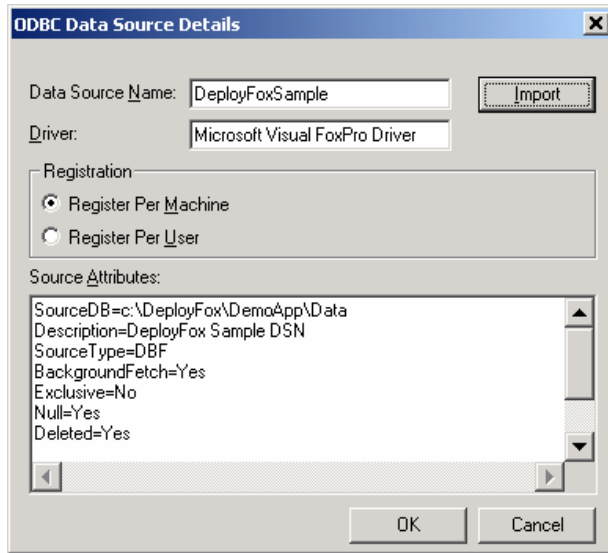 ODBC Data Source Details
Data Source Name: DeployFoxSample Import
Driver: Microsoft Visual FoxPro Driver
Registration
Register Per Machine
Register Per User
Source Attributes:
SourceDB=c:\DeployFox\DemoApp\Data
Description=DeployFox Sample DSN
SourceType=DBF
BackgroundFetch=Yes
Exclusive=No
Null=Yes
Deleted=Yes
OK Cancel